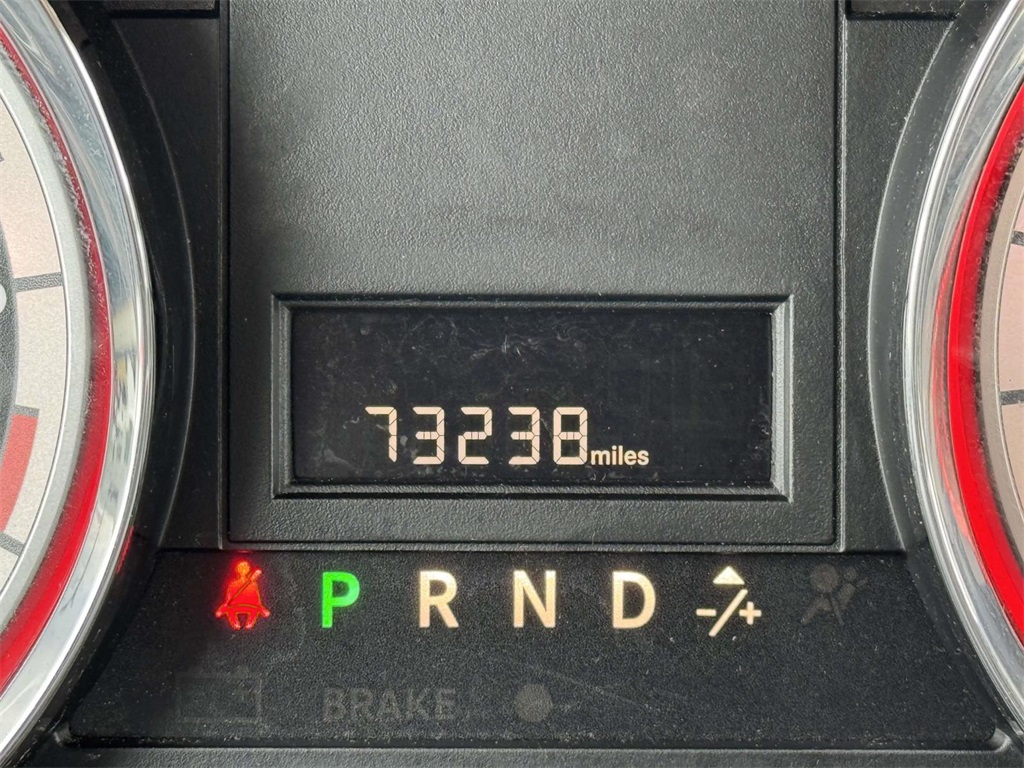 73238miles
P R N D -/+
BRAKE